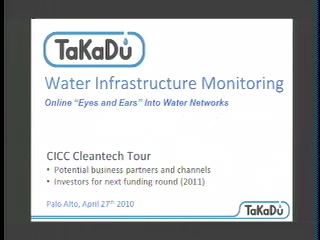 TaKaDu
Water Infrastructure Monitoring
Online "Eyes and Ears" Into Water Networks
CICC Cleantech Tour
• Potential business partners and channels
• Investors for next funding round (2011)
Palo Alto, April 27th 2010
TaKaDu